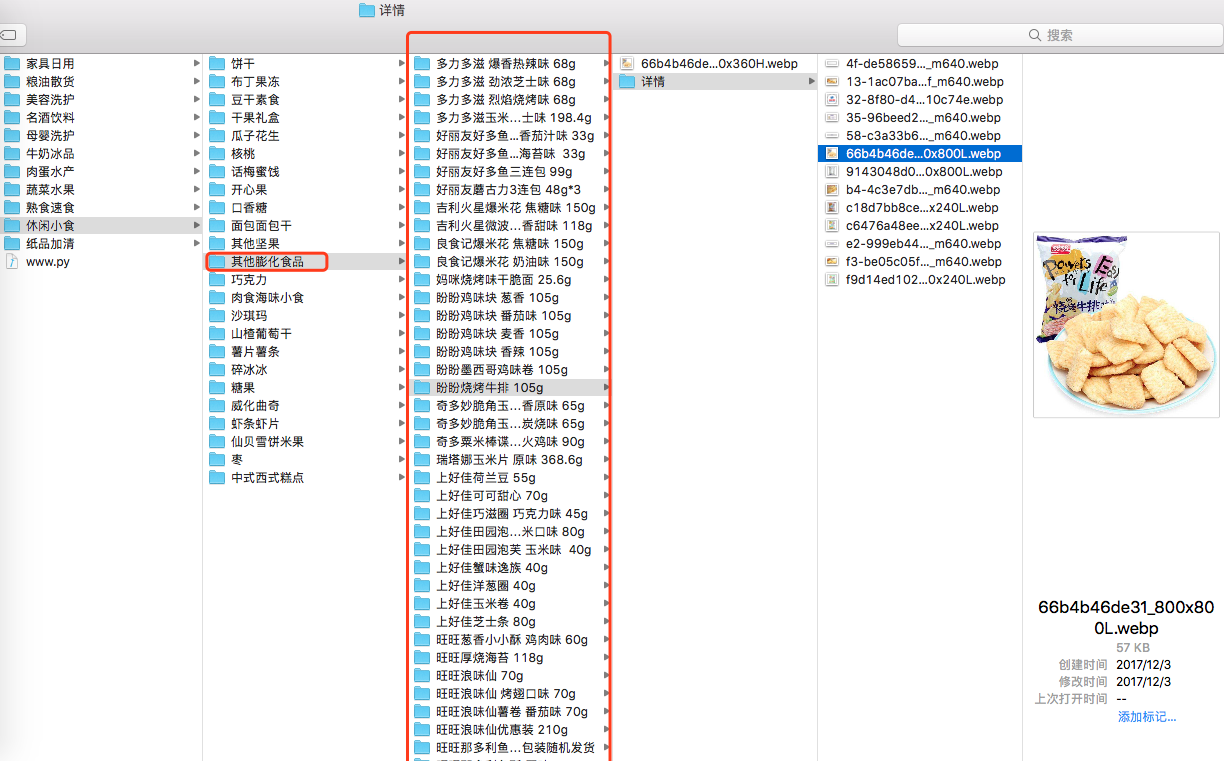 详情
搜索
家具日用
粮油散货
美容洗护
名酒饮料
母婴洗护
牛奶冰品
肉蛋水产
蔬菜水果
熟食速食
休闲小食
纸品加清
www.py
饼干
布丁果冻
豆干素食
干果礼盒
瓜子花生
核桃
话梅蜜饯
开心果
口香糖
面包面包干
其他坚果
其他膨化食品
巧克力
肉食海味小食
沙琪玛
山楂葡萄干
薯片薯条
碎冰冰
糖果
威化曲奇
虾条虾片
仙贝雪饼米果
枣
中式西式糕点
多力多滋 爆香热辣味 68g
多力多滋 劲浓芝士味 68g
多力多滋 烈焰烧烤味 68g
多力多滋玉米...士味 198.4g
好丽友好多鱼...香茄汁味 33g
好丽友好多鱼...海苔味 33g
好丽友好多鱼三连包 99g
好丽友蘑古力3连包 48g*3
吉利火星爆米花 焦糖味 150g
吉利火星微波...香甜味 118g
良食记爆米花 焦糖味 150g
良食记爆米花 奶油味 150g
妈咪烧烤味干脆面 25.6g
盼盼鸡味块 葱香 105g
盼盼鸡味块 番茄味 105g
盼盼鸡味块 麦香 105g
盼盼鸡味块 香辣 105g
盼盼墨西哥鸡味卷 105g
盼盼烧烤牛排 105g
奇多妙脆角玉...香原味 65g
奇多妙脆角玉...炭烧味 65g
奇多粟米棒谍...火鸡味 90g
瑞塔娜玉米片 原味 368.6g
上好佳荷兰豆 55g
上好佳可可甜心 70g
上好佳巧滋圈 巧克力味 45g
上好佳田园泡...米口味 80g
上好佳田园泡芙 玉米味 40g
上好佳蟹味逸族 40g
上好佳洋葱圈 40g
上好佳玉米卷 40g
上好佳芝士条 80g
旺旺葱香小小酥 鸡肉味 60g
旺旺厚烧海苔 118g
旺旺浪味仙 70g
旺旺浪味仙 烤翅口味 70g
旺旺浪味仙薯卷 番茄味 70g
旺旺浪味仙优惠装 210g
旺旺那多利鱼...包装随机发货
66b4b46de...0x360H.webp
详情
4f-de58659..._m640.webp
13-1ac07ba...f_m640.webp
32-8f80-d4...10c74e.webp
35-96beed2..._m640.webp
58-c3a33b6..._m640.webp
66b4b46de...0x800L.webp
9143048d0...0x800L.webp
b4-4c3e7db..._m640.webp
c18d7bb8ce...x240L.webp
c6476a48ee...x240L.webp
e2-999eb44..._m640.webp
f3-be05c05f..._m640.webp
f9d14ed102...0x240L.webp
Powers Easy
for Life
烧烤牛排
66b4b46de31_800x80
0L.webp
57 KB
创建时间 2017/12/3
修改时间 2017/12/3
上次打开时间 --
添加标记...